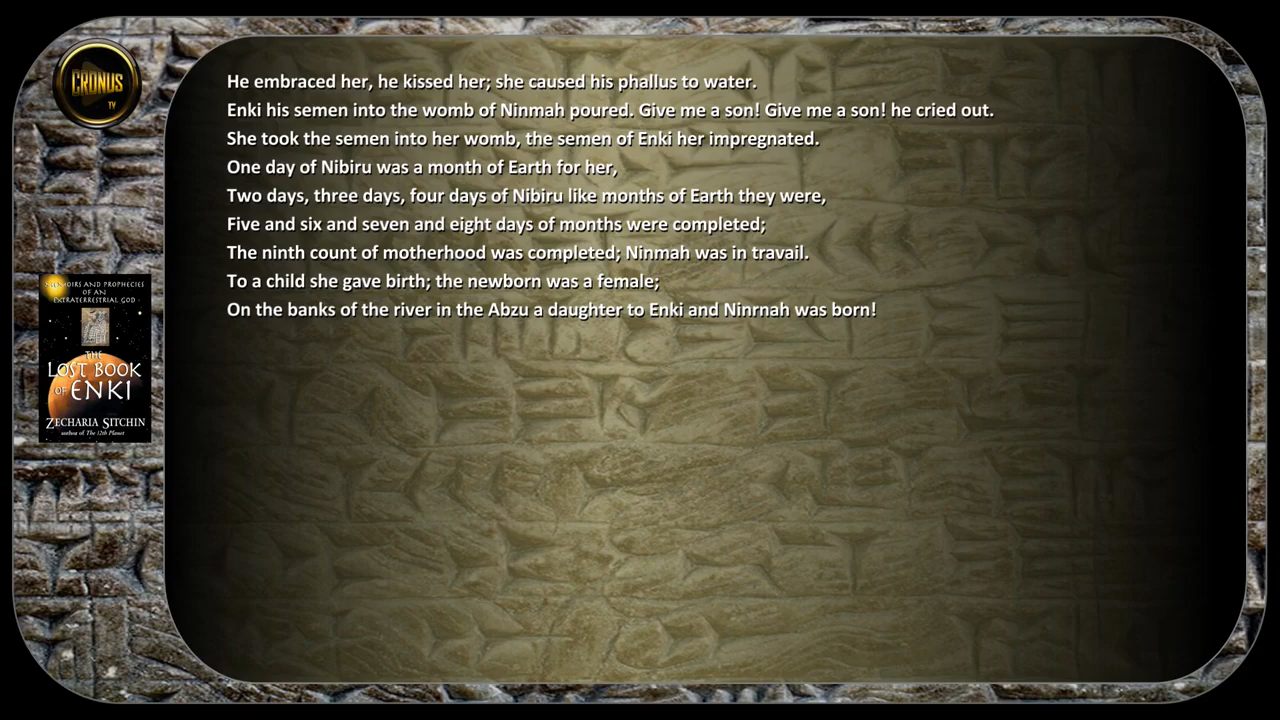 CRONUS
TV
He embraced her, he kissed her; she caused his phallus to water.
Enki his semen into the womb of Ninmah poured. Give me a son! Give me a son! he cried out.
She took the semen into her womb, the semen of Enki her impregnated.
One day of Nibiru was a month of Earth for her,
Two days, three days, four days of Nibiru like months of Earth they were,
Five and six and seven and eight days of months were completed;
The ninth count of motherhood was completed; Ninmah was in travail.
To a child she gave birth; the newborn was a female;
On the banks of the river in the Abzu a daughter to Enki and Ninrnah was born!
MEMOIRS AND PROPHECIES
OF AN
EXTRATERRESTRIAL GOD
THE
LOST BOOK
OF ENKI
ZECHARIA SITCHIN
author of The 12th Planet